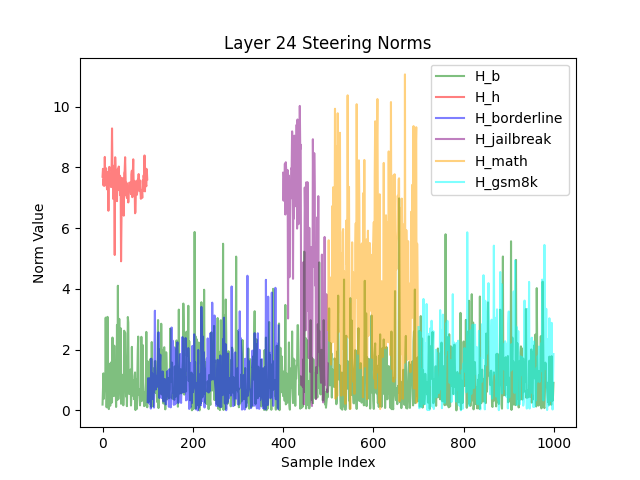 Layer 24 Steering Norms
Norm Value
10
8
6
4
2
0
H_b
H_h
H_borderline
H_jailbreak
H_math
H_gsm8k
0 200 400 600 800 1000
Sample Index